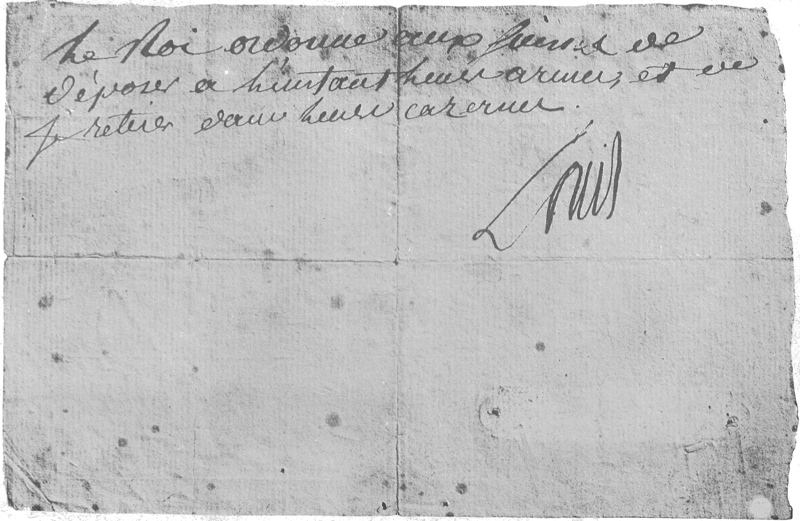 Le Roi ordonne aux suisses de
déposer à l'instant leurs armes, et de
se retirer dans leurs casernes.
Louis